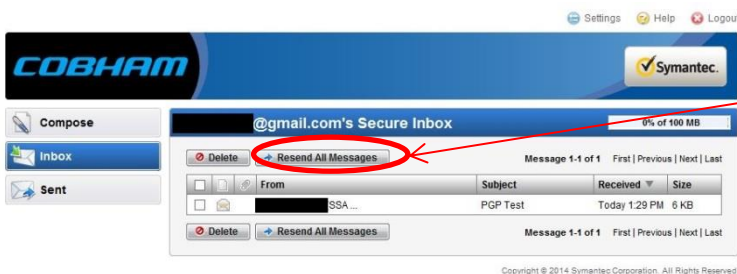 Settings Help Logout
COBHAM
Symantec.
Compose
@gmail.com's Secure Inbox
0% of 100 MB
Inbox
Delete Resend All Messages Message 1-1 of 1 First | Previous | Next | Last
From Subject Received Size
Sent
SSA ... PGP Test Today 1:29 PM 6 KB
Delete Resend All Messages Message 1-1 of 1 First | Previous | Next | Last
Copyright © 2014 Symantec Corporation. All Rights Reserved